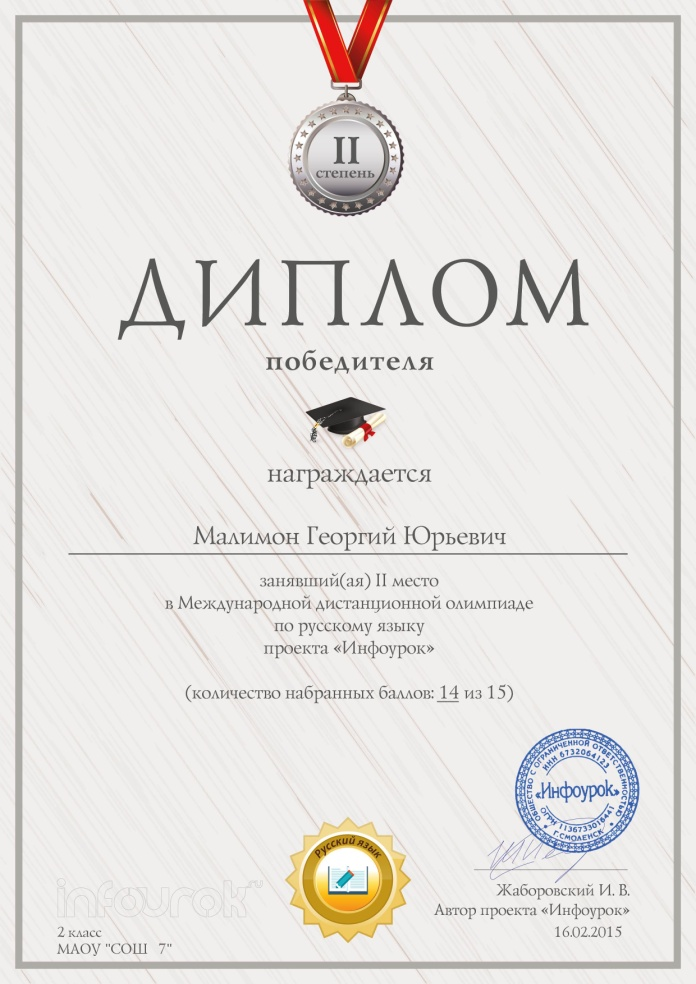 II
степень
ДИПЛОМ
победителя
награждается
Малимон Георгий Юрьевич
занявший(ая) II место
в Международной дистанционной олимпиаде
по русскому языку
проекта «Инфоурок»
(количество набранных баллов: 14 из 15)
ОБЩЕСТВО С ОГРАНИЧЕННОЙ ОТВЕТСТВЕННОСТЬЮ
ИНН 6732064123
«Инфоурок»
ОГРН 1136733016441
г.СМОЛЕНСК
Русский язык
Жаборовский И. В.
Автор проекта «Инфоурок»
16.02.2015
infourok
2 класс
МАОУ "СОШ 7"